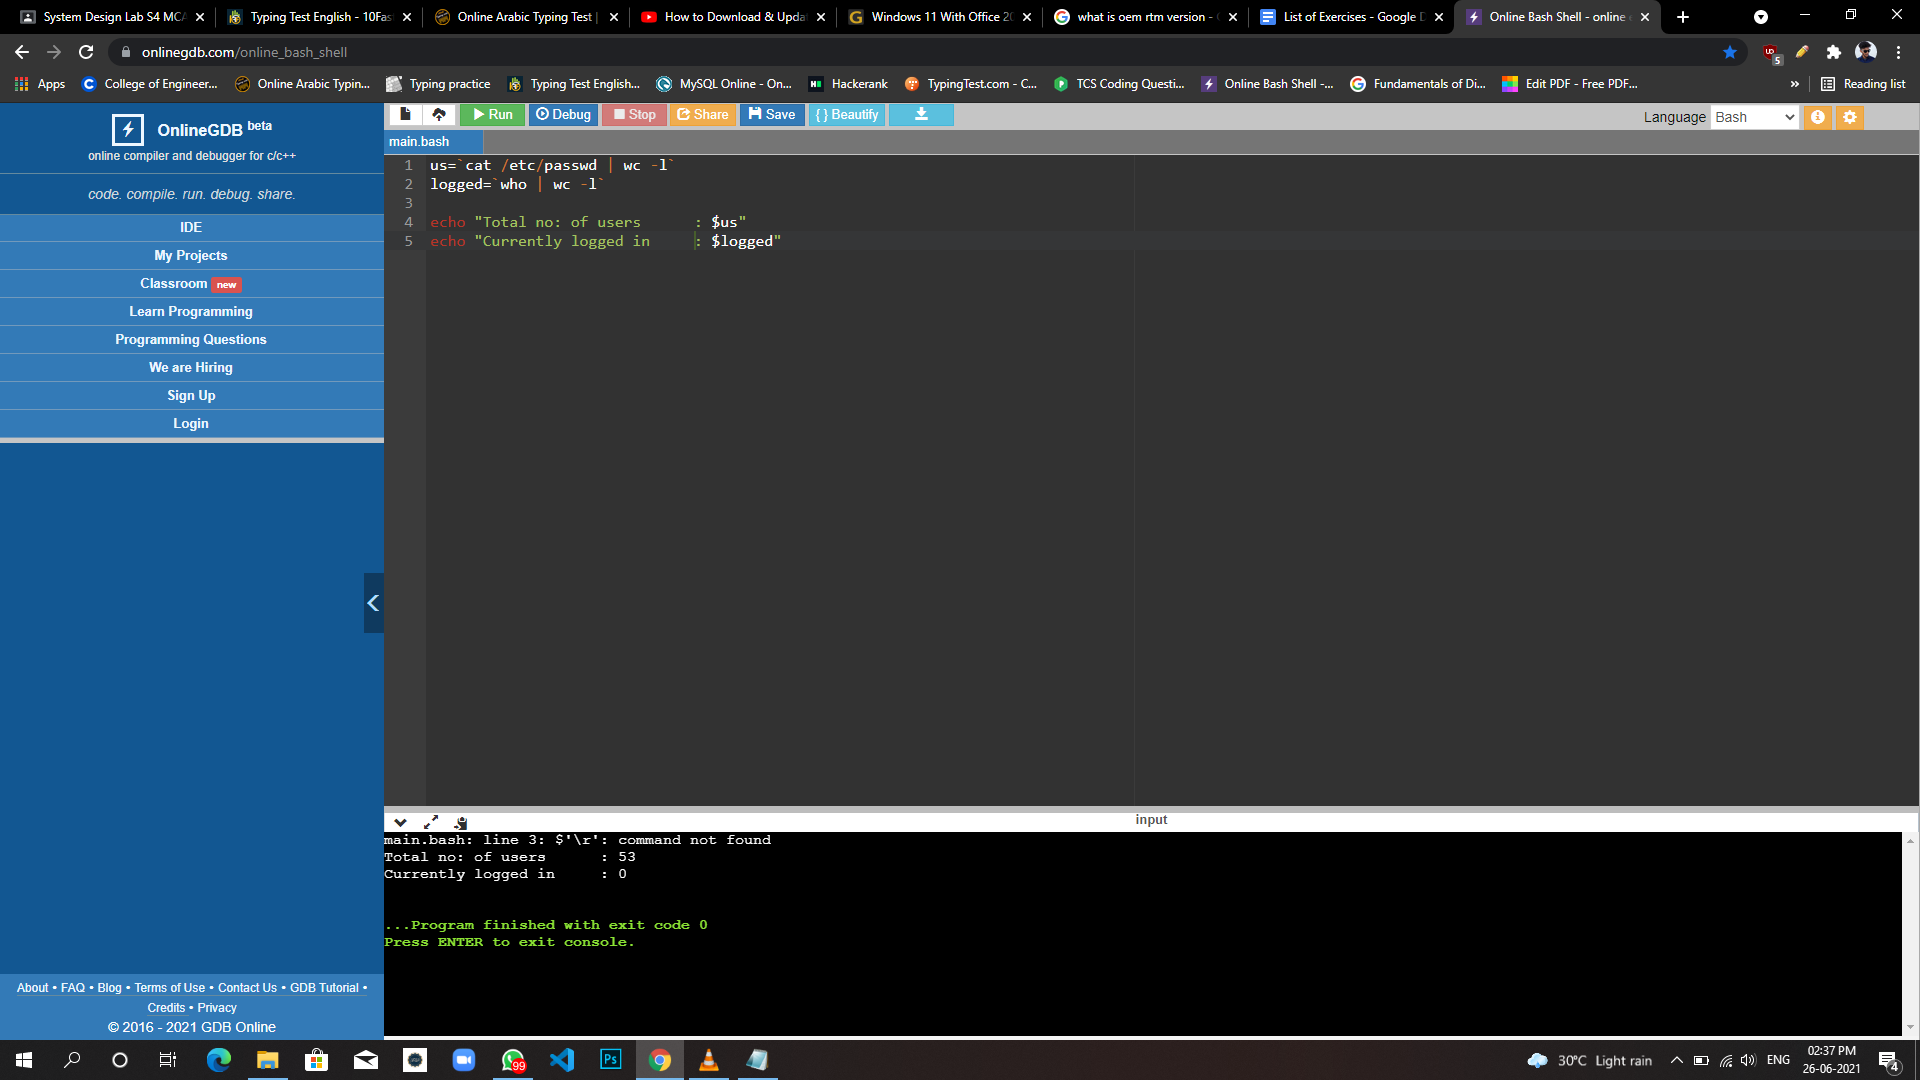 System Design Lab S4 MCA
Typing Test English - 10Fas
Online Arabic Typing Test |
How to Download & Upda
Windows 11 With Office 20
what is oem rtm version - G
List of Exercises - Google D
Online Bash Shell - online c
onlinegdb.com/online_bash_shell
5
Apps
College of Engineer...
Online Arabic Typin...
Typing practice
Typing Test English...
MySQL Online - On...
Hackerank
TypingTest.com - C...
TCS Coding Questi...
Online Bash Shell -...
Fundamentals of Di...
Edit PDF - Free PDF...
»
Reading list
OnlineGDB beta
online compiler and debugger for c/c++
code. compile. run. debug. share.
IDE
My Projects
Classroom new
Learn Programming
Programming Questions
We are Hiring
Sign Up
Login
About • FAQ • Blog • Terms of Use • Contact Us • GDB Tutorial •
Credits • Privacy
© 2016 - 2021 GDB Online
Run Debug Stop Share Save { } Beautify
Language Bash
main.bash
1 us=`cat /etc/passwd | wc -l`
2 logged=`who | wc -l`
3
4 echo "Total no: of users      : $us"
5 echo "Currently logged in     : $logged"
input
main.bash: line 3: $'\r': command not found
Total no: of users      : 53
Currently logged in     : 0
...Program finished with exit code 0
Press ENTER to exit console.
99
Ps
30°C Light rain
ENG
02:37 PM
26-06-2021
4